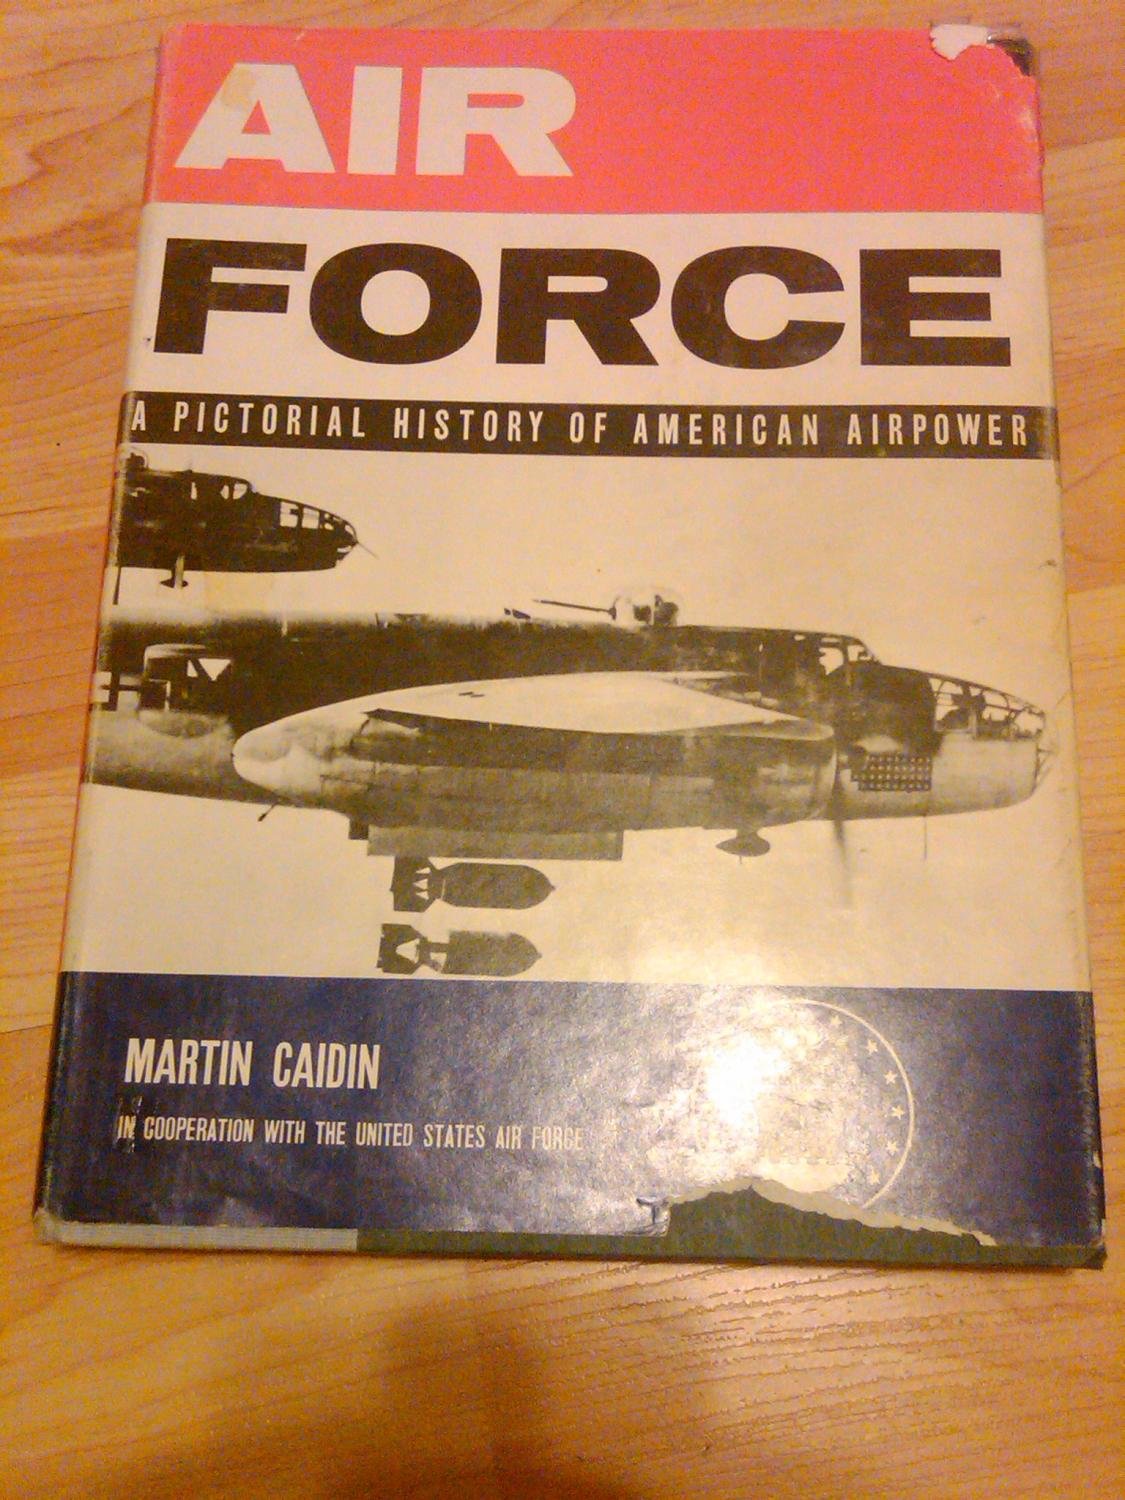 AIR
FORCE
A PICTORIAL HISTORY OF AMERICAN AIRPOWER
MARTIN CAIDIN
IN COOPERATION WITH THE UNITED STATES AIR FORCE